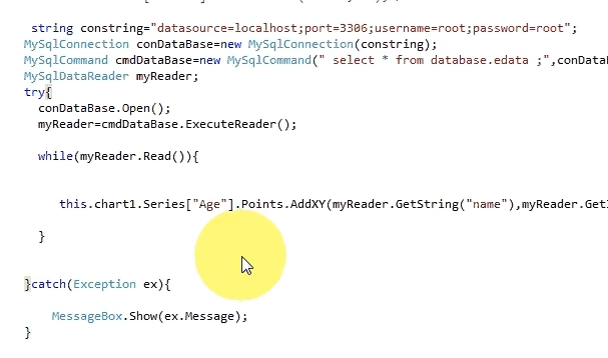 string constring="datasource=localhost;port=3306;username=root;password=root";
MySqlConnection conDataBase=new MySqlConnection(constring);
MySqlCommand cmdDataBase=new MySqlCommand(" select * from database.edata ;",conData
MySqlDataReader myReader;
try{
conDataBase.Open();
myReader=cmdDataBase.ExecuteReader();
while(myReader.Read()){
this.chart1.Series["Age"].Points.AddXY(myReader.GetString("name"),myReader.Get
}
}catch(Exception ex){
MessageBox.Show(ex.Message);
}